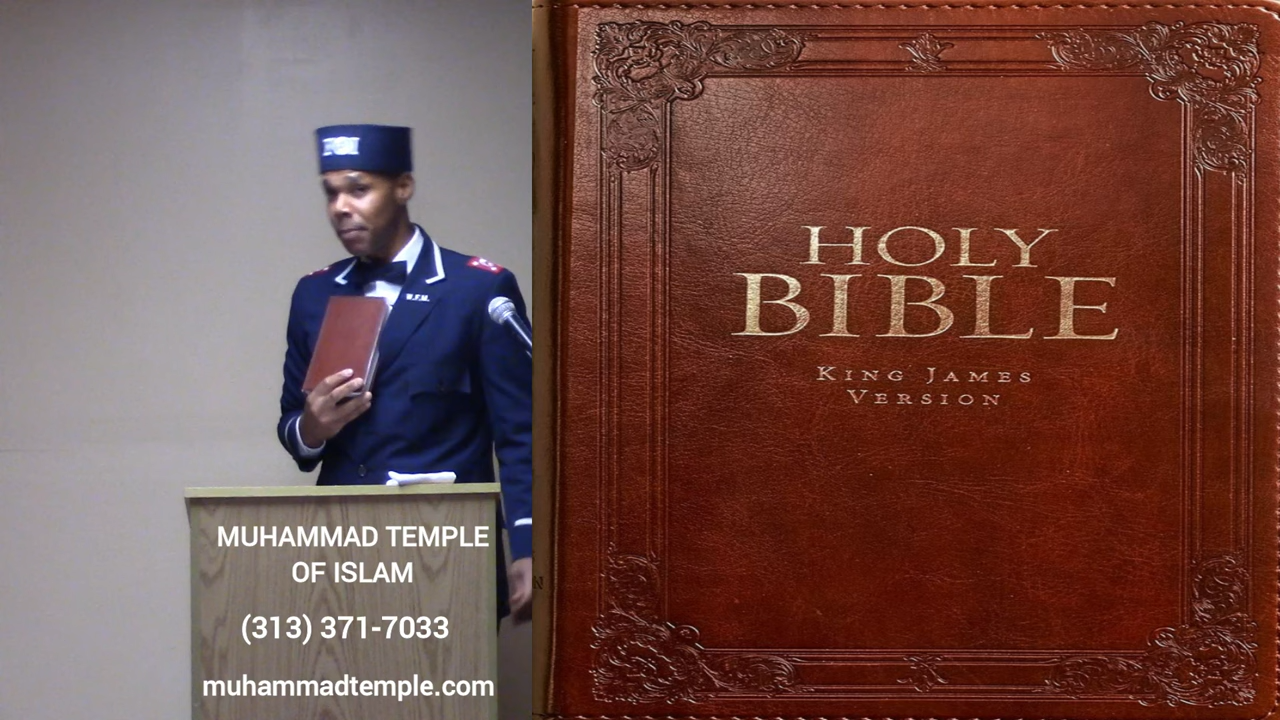 W.F.M.
MUHAMMAD TEMPLE
OF ISLAM
(313) 371-7033
muhammadtemple.com
HOLY
BIBLE
KING JAMES
VERSION